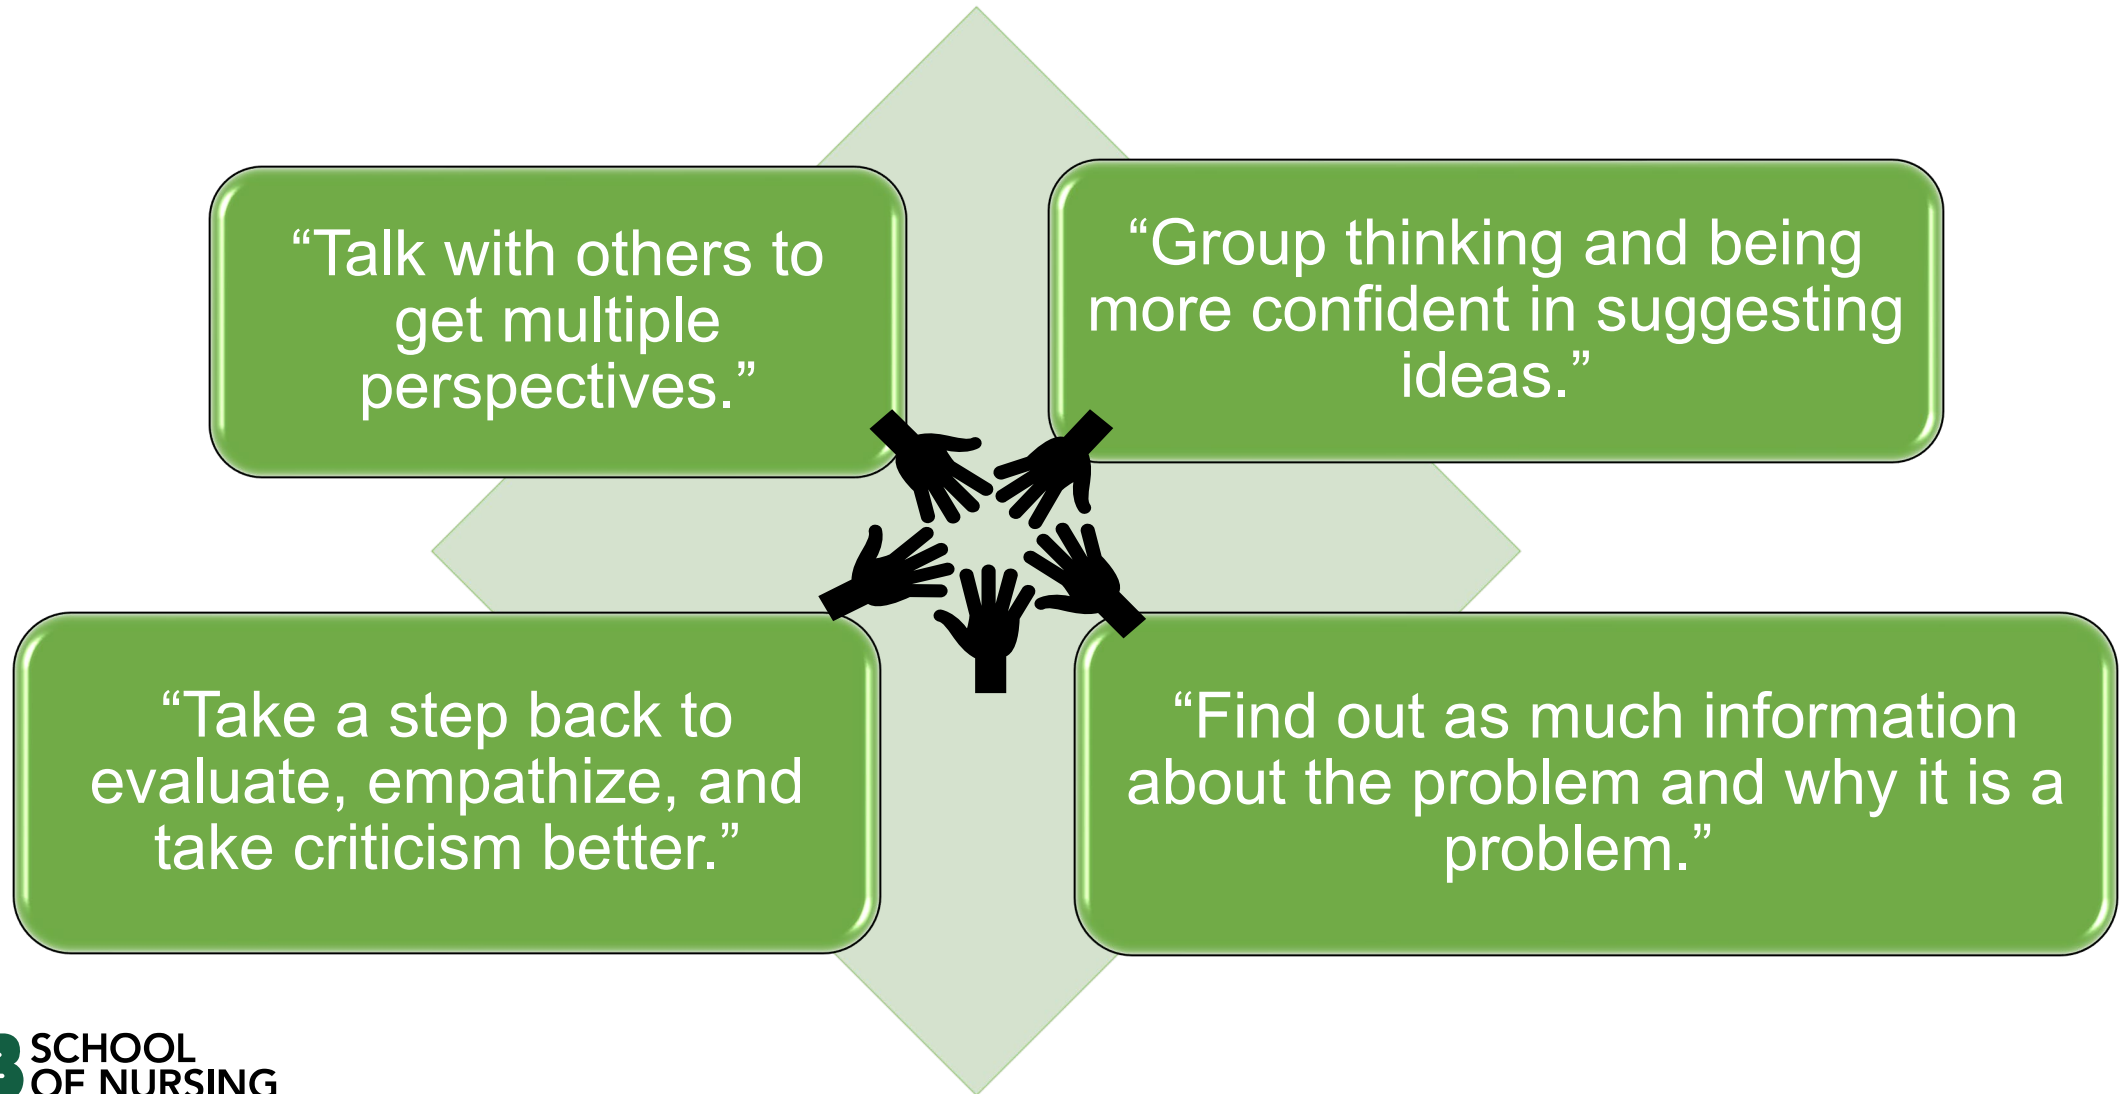 “Talk with others to
get multiple
perspectives.”
“Group thinking and being
more confident in suggesting
ideas.”
“Take a step back to
evaluate, empathize, and
take criticism better.”
“Find out as much information
about the problem and why it is a
problem.”
SCHOOL
OF NURSING